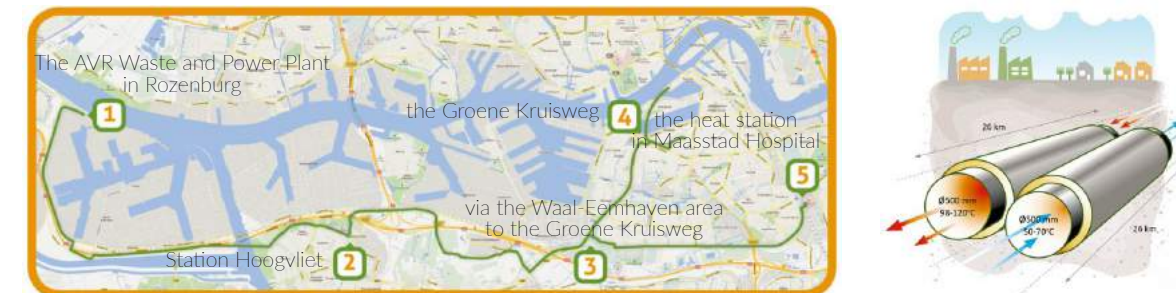 The AVR Waste and Power Plant
in Rozenburg
1
the Groene Kruisweg
4
the heat station
in Maasstad Hospital
5
via the Waal-Eemhaven area
to the Groene Kruisweg
Station Hoogvliet
2
3
26 km
Ø500 mm
98-120°C
Ø500 mm
50-70°C
26 km